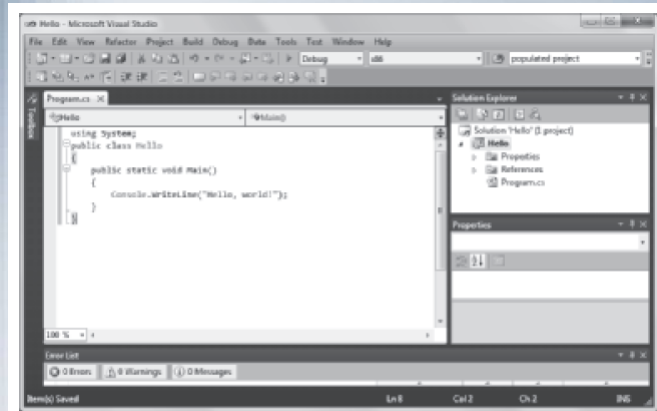 Hello - Microsoft Visual Studio
File Edit View Refactor Project Build Debug Data Tools Test Window Help
Debug x86 populated project
Toolbox
Program.cs
Hello Main()
using System;
public class Hello
{
public static void Main()
{
Console.WriteLine("Hello, world!");
}
}
100 %
Solution Explorer
Solution 'Hello' (1 project)
Hello
Properties
References
Program.cs
Properties
Error List
0 Errors 0 Warnings 0 Messages
Item(s) Saved Ln 8 Col 2 Ch 2 INS